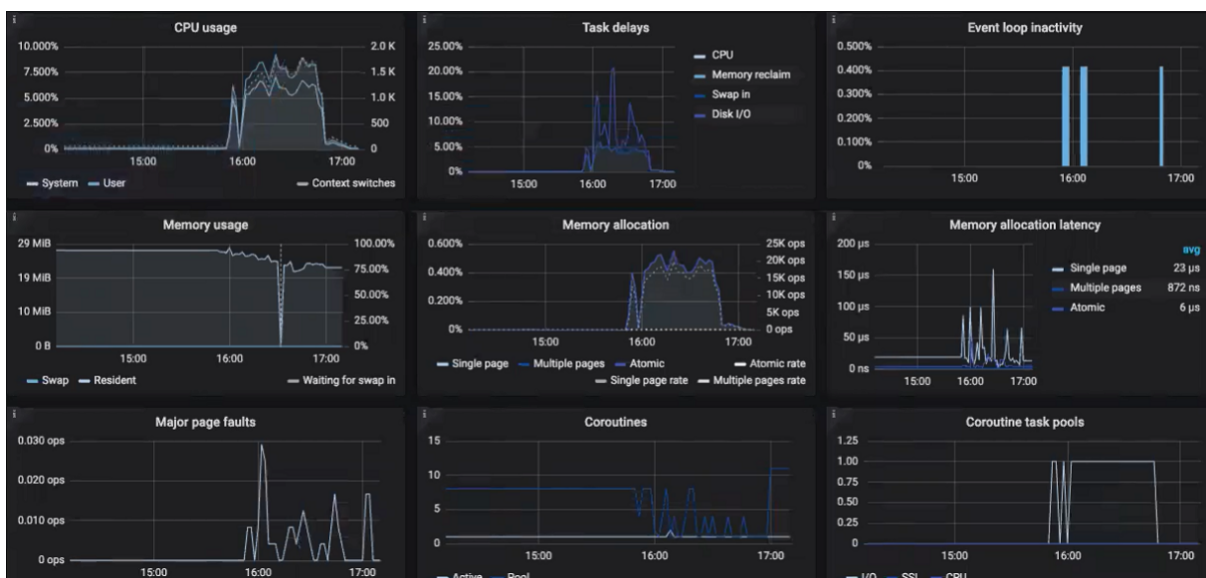 CPU usage
10.000%
7.500%
5.000%
2.500%
0%
2.0 K
1.5 K
1.0 K
500
0
15:00 16:00 17:00
System User Context switches
Task delays
25.00%
20.00%
15.00%
10.00%
5.00%
0%
15:00 16:00 17:00
CPU
Memory reclaim
Swap in
Disk I/O
Event loop inactivity
0.500%
0.400%
0.300%
0.200%
0.100%
0%
15:00 16:00 17:00
Memory usage
29 MiB
19 MiB
10 MiB
0 B
100.00%
75.00%
50.00%
25.00%
0%
15:00 16:00 17:00
Swap Resident Waiting for swap in
Memory allocation
0.600%
0.400%
0.200%
0%
25K ops
20K ops
15K ops
10K ops
5K ops
0 ops
15:00 16:00 17:00
Single page Multiple pages Atomic Atomic rate
Single page rate Multiple pages rate
Memory allocation latency
200 µs
150 µs
100 µs
50 µs
0 ns
15:00 16:00 17:00
avg
Single page 23 µs
Multiple pages 872 ns
Atomic 6 µs
Major page faults
0.030 ops
0.020 ops
0.010 ops
0 ops
15:00 16:00 17:00
Coroutines
15
10
5
0
15:00 16:00 17:00
Active Pool
Coroutine task pools
1.25
1.00
0.75
0.50
0.25
0
15:00 16:00 17:00
I/O SSL CPU